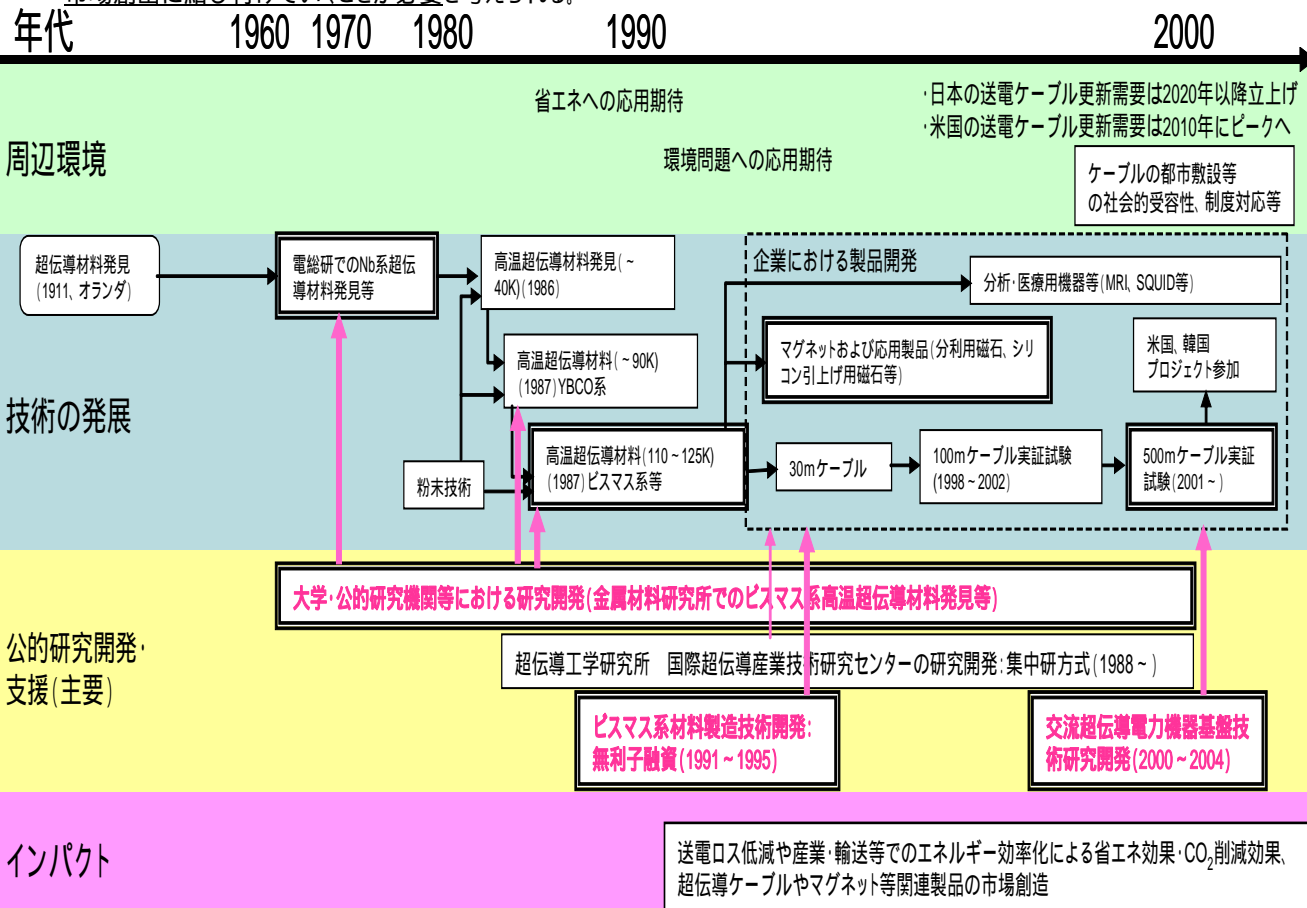 市場創出に結び付けていくことが必要と考えられる。
年代 1960 1970 1980 1990 2000
周辺環境
省エネへの応用期待
環境問題への応用期待
・日本の送電ケーブル更新需要は2020年以降立上げ
・米国の送電ケーブル更新需要は2010年にピークへ
ケーブルの都市敷設等
の社会的受容性、制度対応等
技術の発展
超伝導材料発見
(1911、オランダ)
電総研でのNb系超伝
導材料発見等
高温超伝導材料発見(～
40K)(1986)
高温超伝導材料(～90K)
(1987)YBCO系
粉末技術
高温超伝導材料(110～125K)
(1987)ビスマス系等
企業における製品開発
分析・医療用機器等(MRI、SQUID等)
マグネットおよび応用製品(分利用磁石、シリ
コン引上げ用磁石等)
30mケーブル
100mケーブル実証試験
(1998～2002)
500mケーブル実証
試験(2001～)
米国、韓国
プロジェクト参加
公的研究開発・
支援(主要)
大学・公的研究機関等における研究開発(金属材料研究所でのビスマス系高温超伝導材料発見等)
超伝導工学研究所　国際超伝導産業技術研究センターの研究開発:集中研方式(1988～)
ビスマス系材料製造技術開発:
無利子融資(1991～1995)
交流超伝導電力機器基盤技
術研究開発(2000～2004)
インパクト
送電ロス低減や産業・輸送等でのエネルギー効率化による省エネ効果・CO2削減効果、
超伝導ケーブルやマグネット等関連製品の市場創造